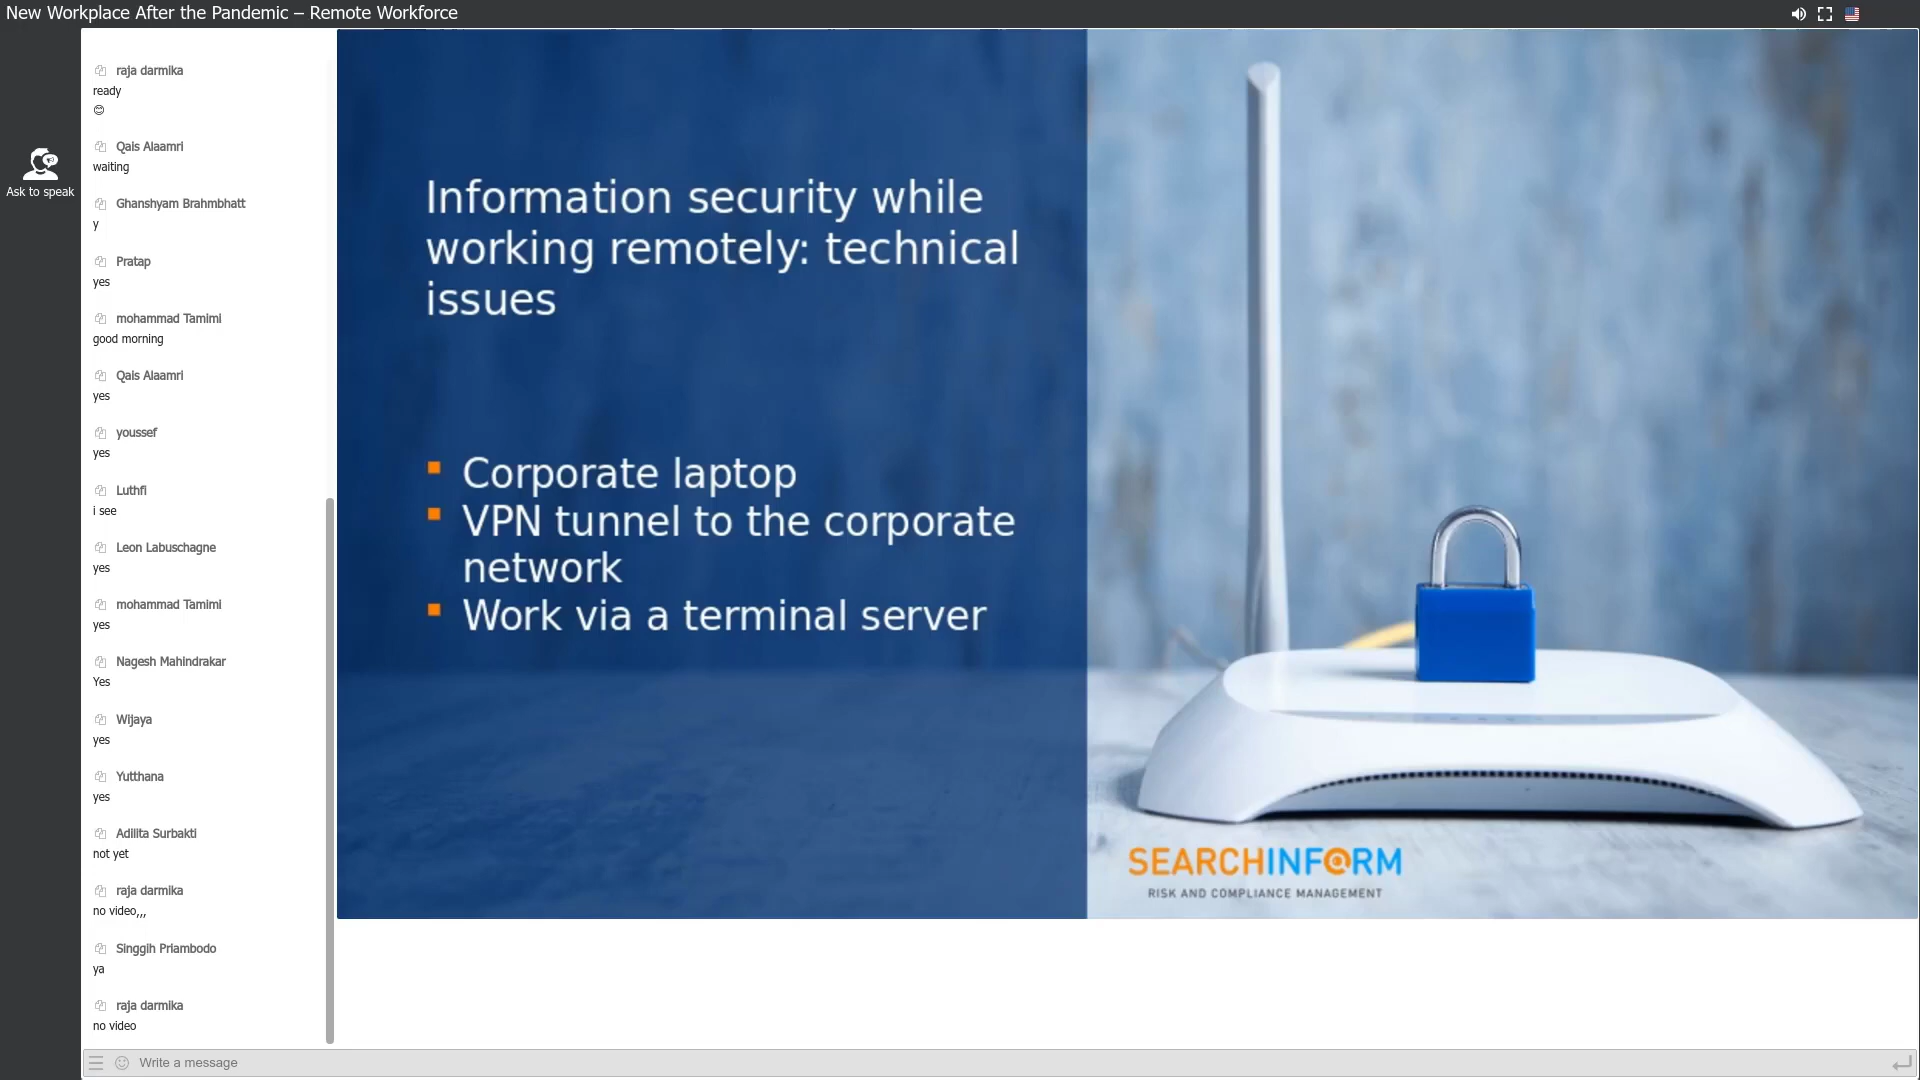 New Workplace After the Pandemic – Remote Workforce
Ask to speak
raja darmika
ready
😊
Qais Alaamri
waiting
Ghanshyam Brahmbhatt
y
Pratap
yes
mohammad Tamimi
good morning
Qais Alaamri
yes
youssef
yes
Luthfi
i see
Leon Labuschagne
yes
mohammad Tamimi
yes
Nagesh Mahindrakar
Yes
Wijaya
yes
Yutthana
yes
Adilita Surbakti
not yet
raja darmika
no video,,,
Singgih Priambodo
ya
raja darmika
no video
Write a message
Information security while
working remotely: technical
issues
Corporate laptop
VPN tunnel to the corporate
network
Work via a terminal server
SEARCHINF@RM
RISK AND COMPLIANCE MANAGEMENT